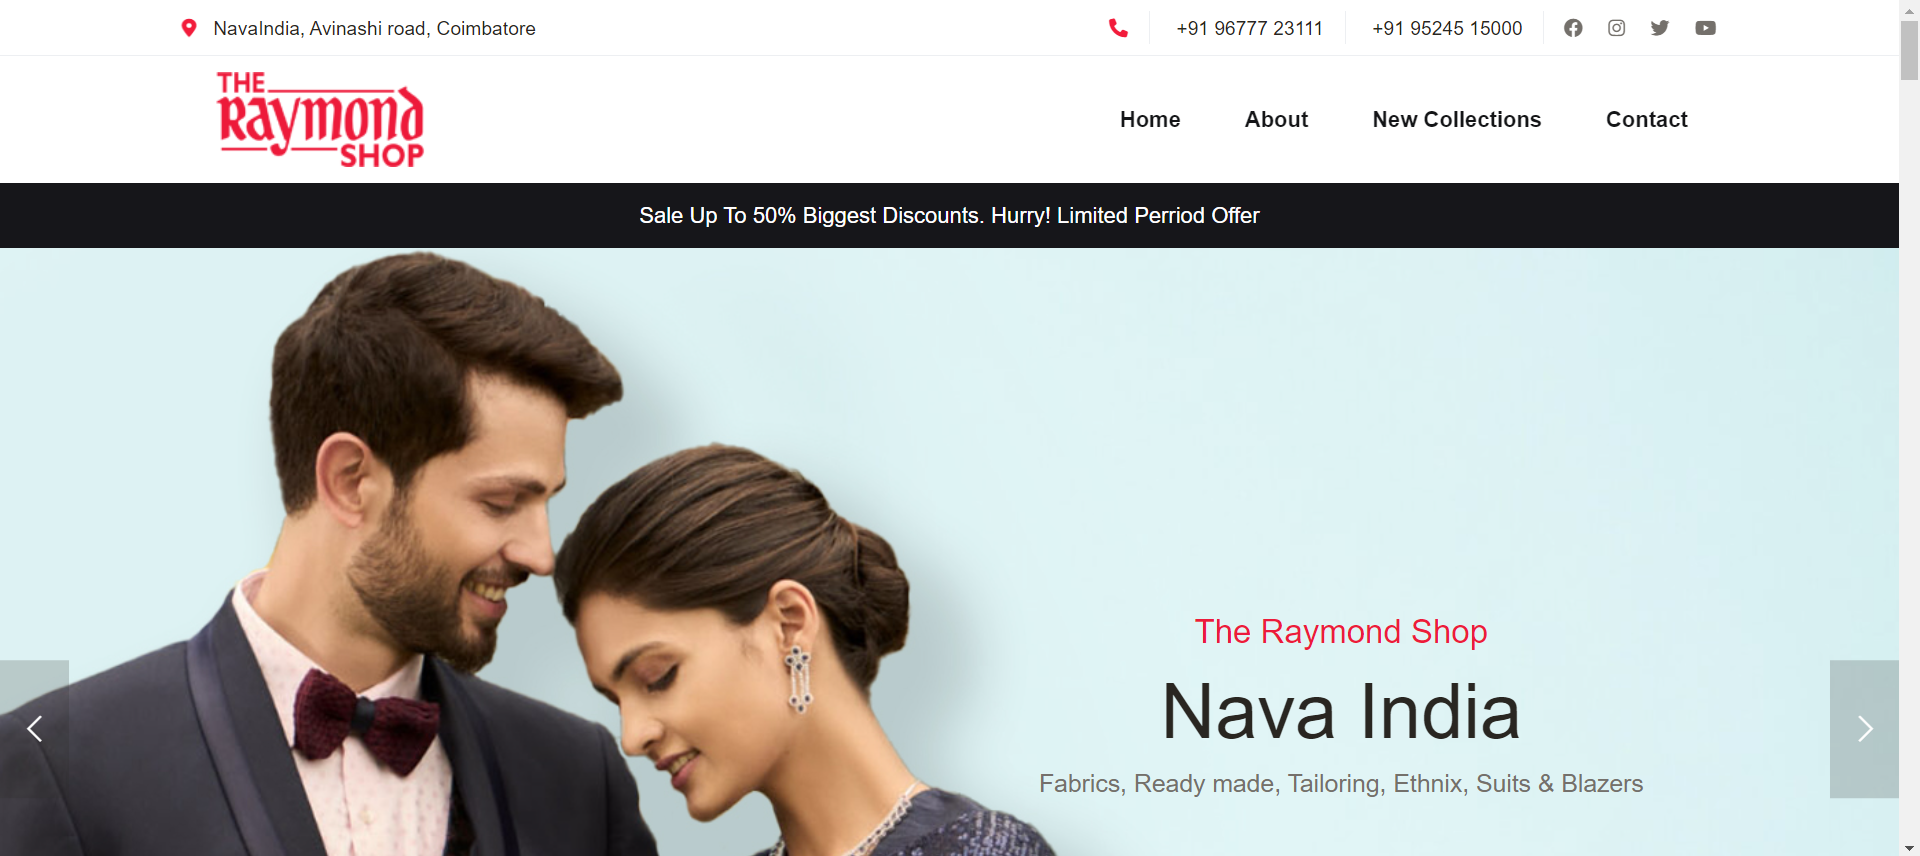 NavaIndia, Avinashi road, Coimbatore
+91 96777 23111
+91 95245 15000
THE
Raymond
SHOP
Home
About
New Collections
Contact
Sale Up To 50% Biggest Discounts. Hurry! Limited Perriod Offer
The Raymond Shop
Nava India
Fabrics, Ready made, Tailoring, Ethnix, Suits & Blazers